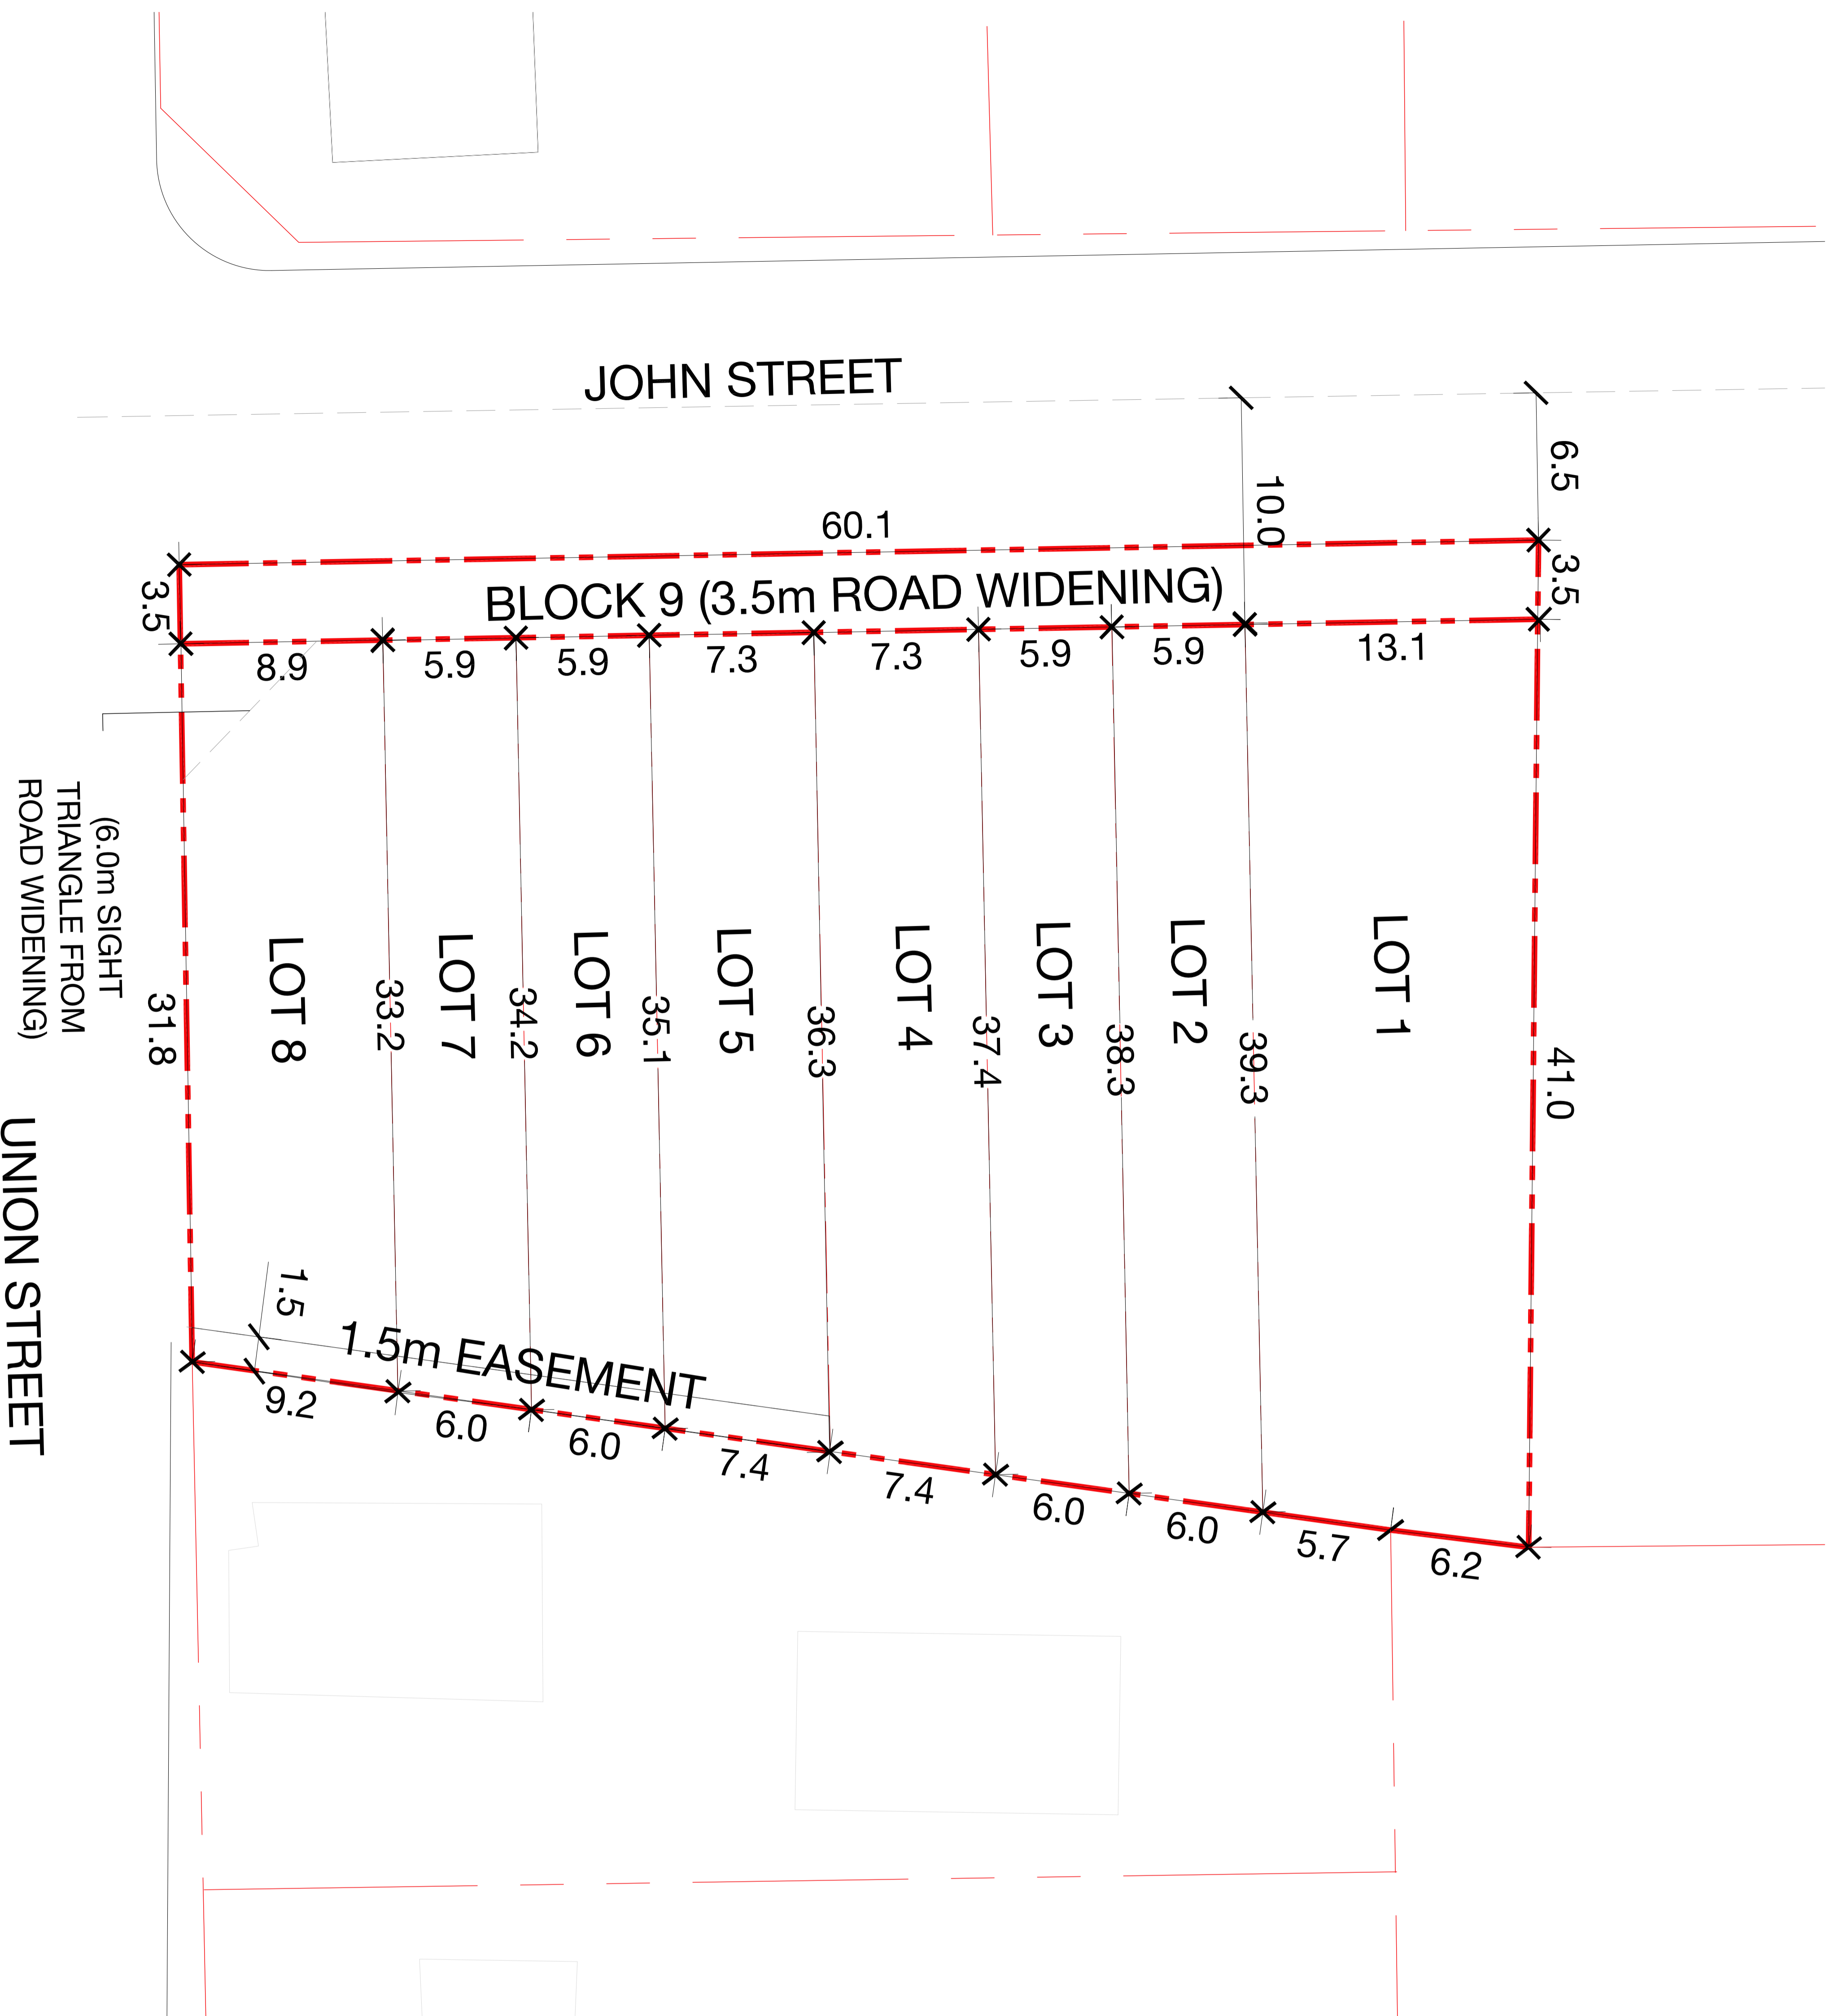 JOHN STREET
6.5
10.0
60.1
3.5
BLOCK 9 (3.5m ROAD WIDENING)
3.5
8.9
5.9
5.9
7.3
7.3
5.9
5.9
13.1
(6.0m SIGHT
TRIANGLE FROM
ROAD WIDENING)
LOT 8
LOT 7
LOT 6
LOT 5
LOT 4
LOT 3
LOT 2
LOT 1
31.8
33.2
34.2
35.1
36.3
37.4
38.3
39.3
41.0
UNION STREET
1.5
1.5m EASEMENT
9.2
6.0
6.0
7.4
7.4
6.0
6.0
5.7
6.2